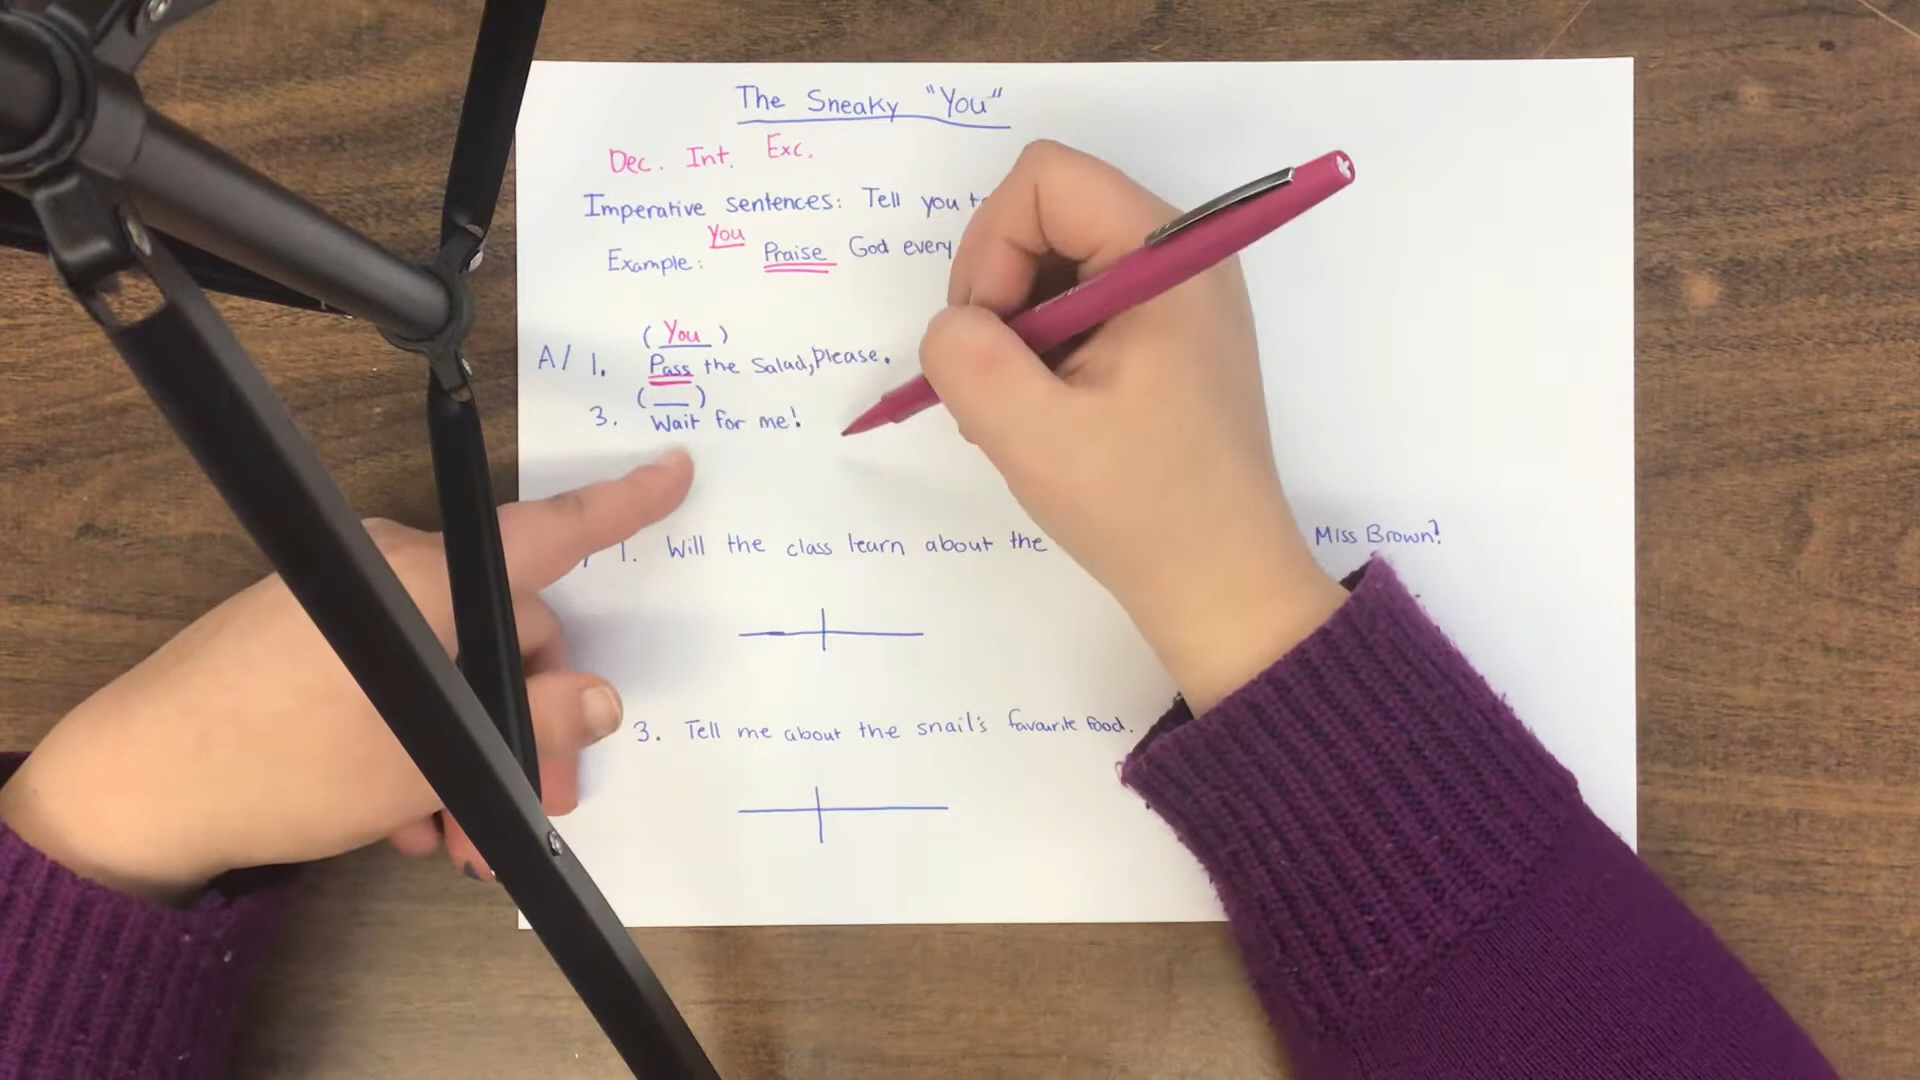 The Sneaky "You"
Dec. Int. Exc.
Imperative sentences: Tell you
You
Example: Praise God every
( You )
A/ 1. Pass the Salad, please.
( __ )
3. Wait for me!
1. Will the class learn about the Miss Brown?
3. Tell me about the snail's favourite food.